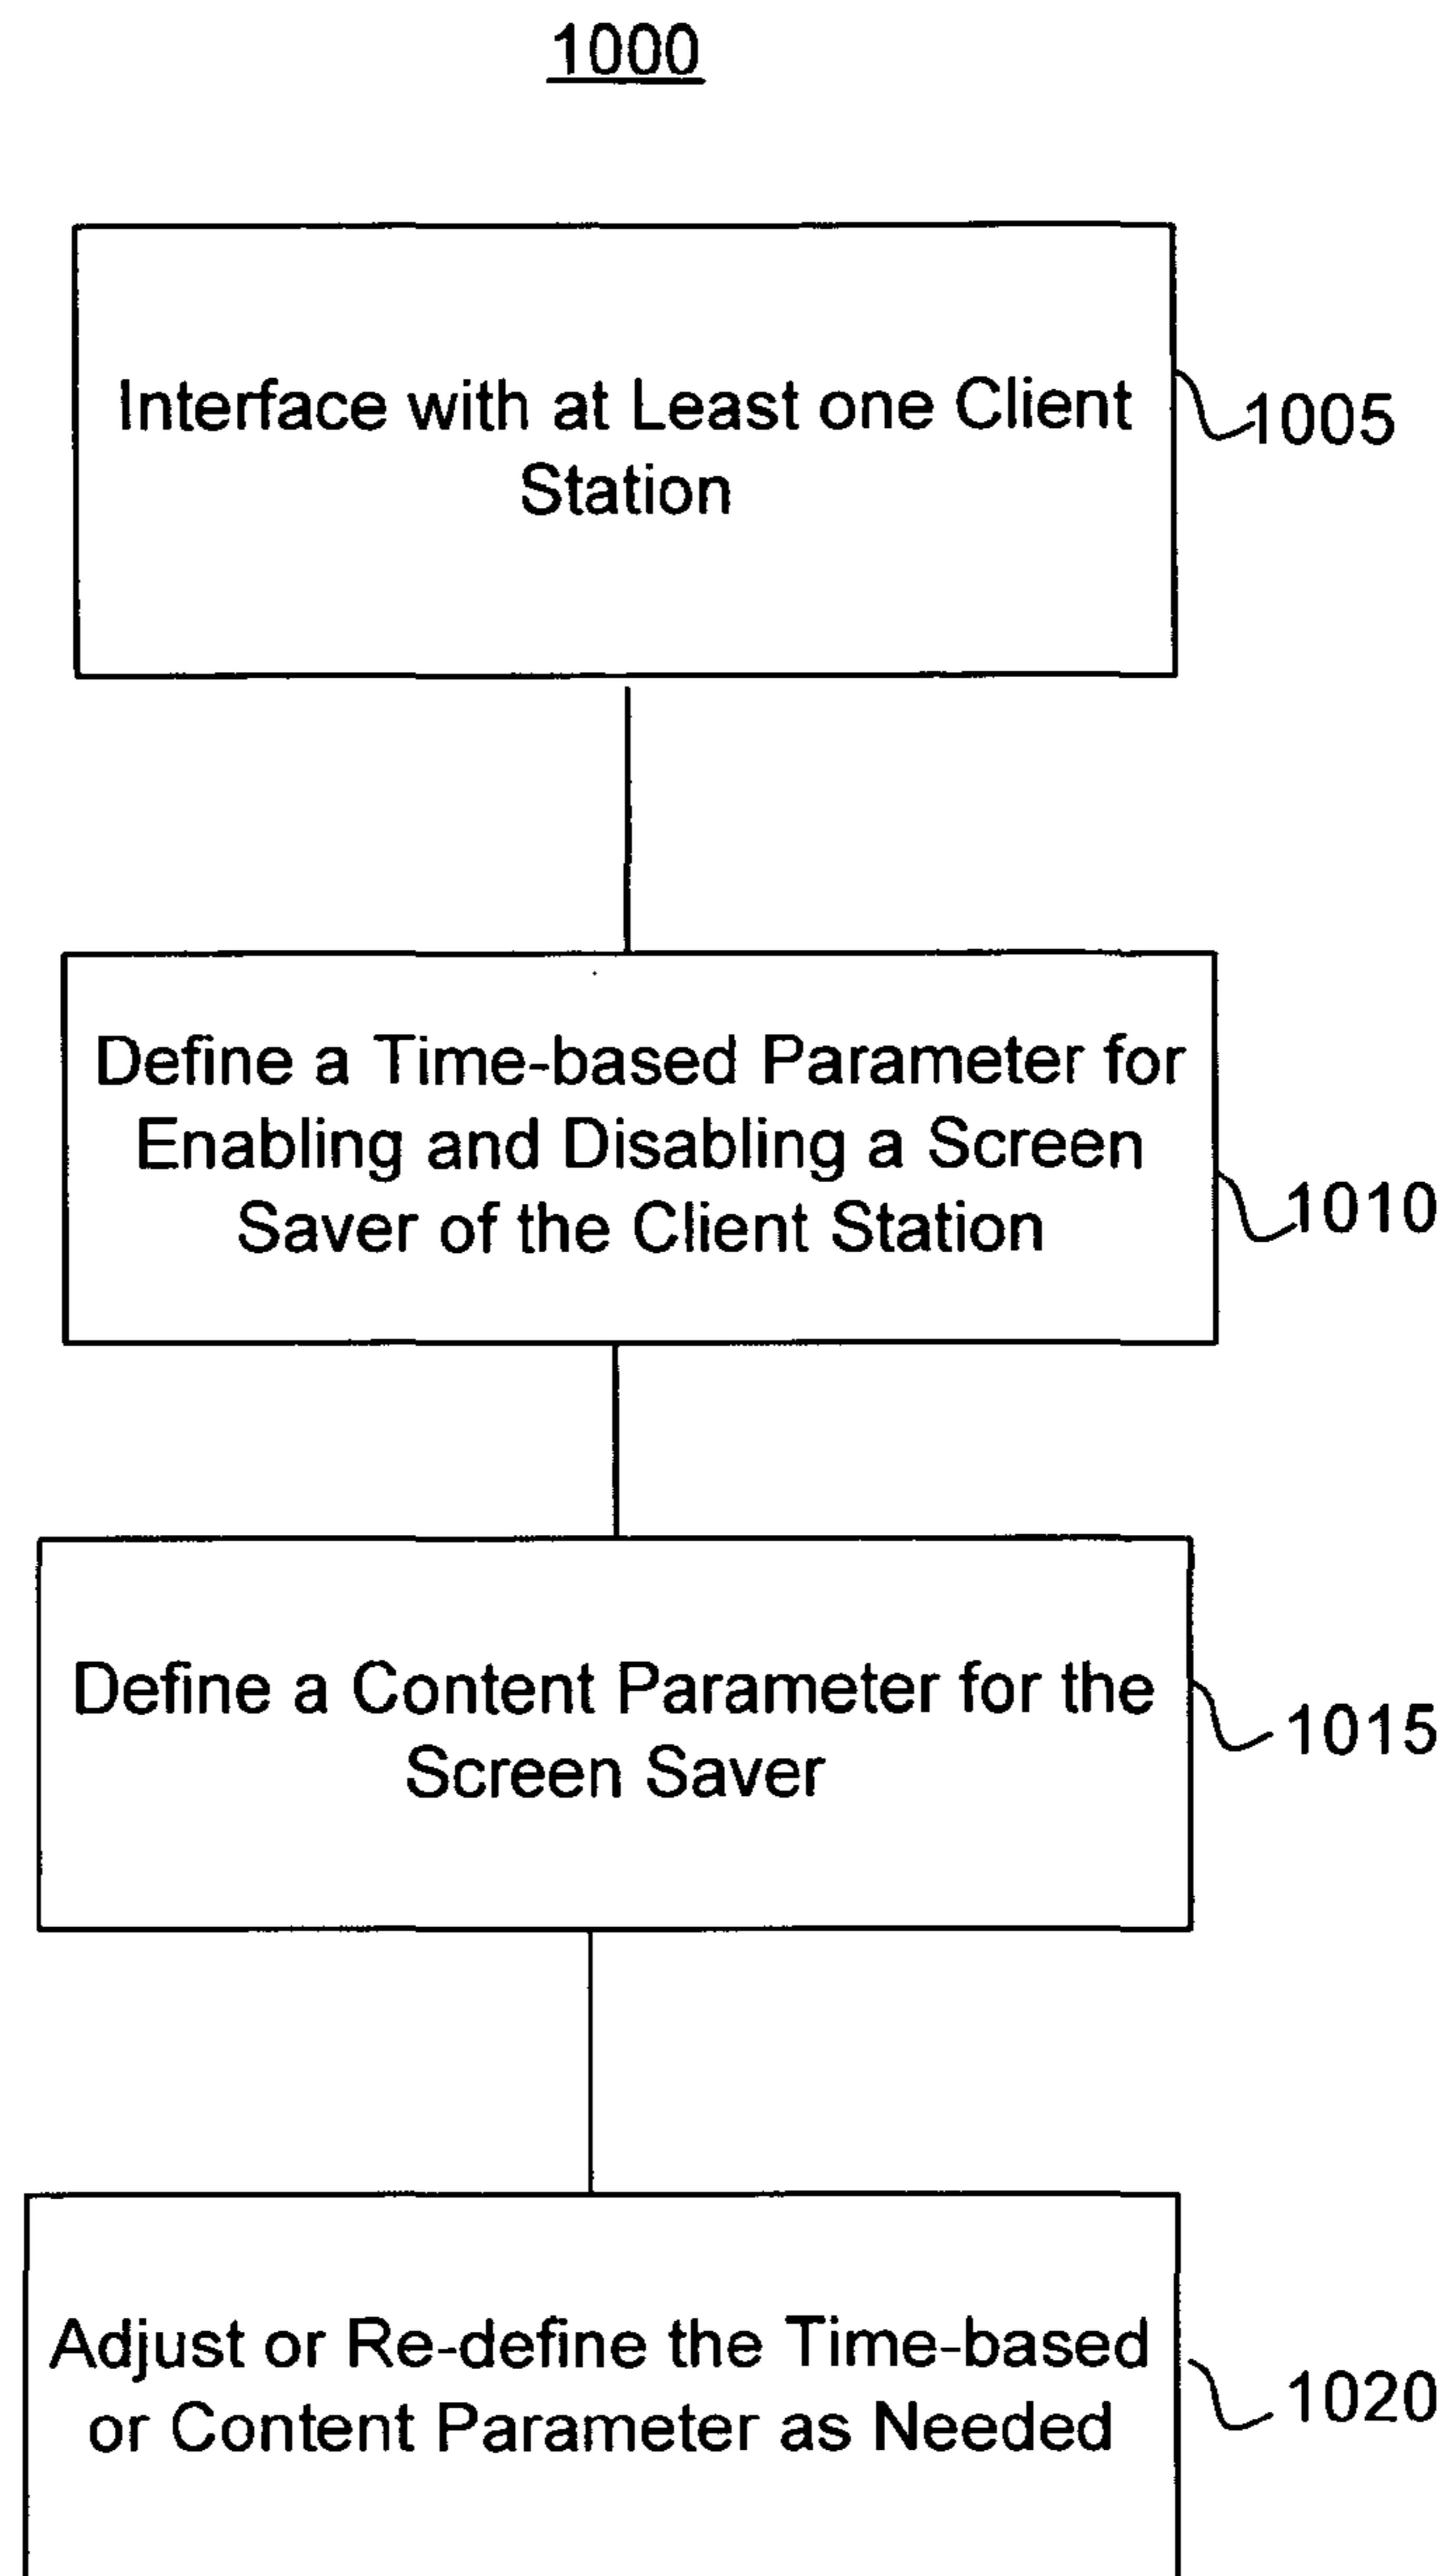 1000
Interface with at Least one Client
Station
1005
Define a Time-based Parameter for
Enabling and Disabling a Screen
Saver of the Client Station
1010
Define a Content Parameter for the
Screen Saver
1015
Adjust or Re-define the Time-based
or Content Parameter as Needed
1020